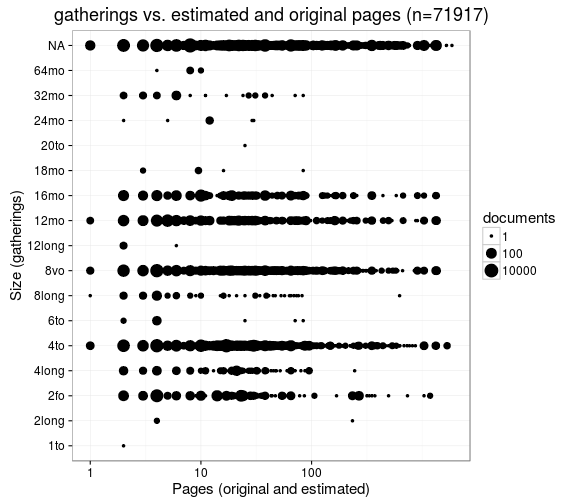 gatherings vs. estimated and original pages (n=71917)
Size (gatherings)
NA
64mo
32mo
24mo
20to
18mo
16mo
12mo
12long
8vo
8long
6to
4to
4long
2fo
2long
1to
1 10 100
Pages (original and estimated)
documents
1
100
10000